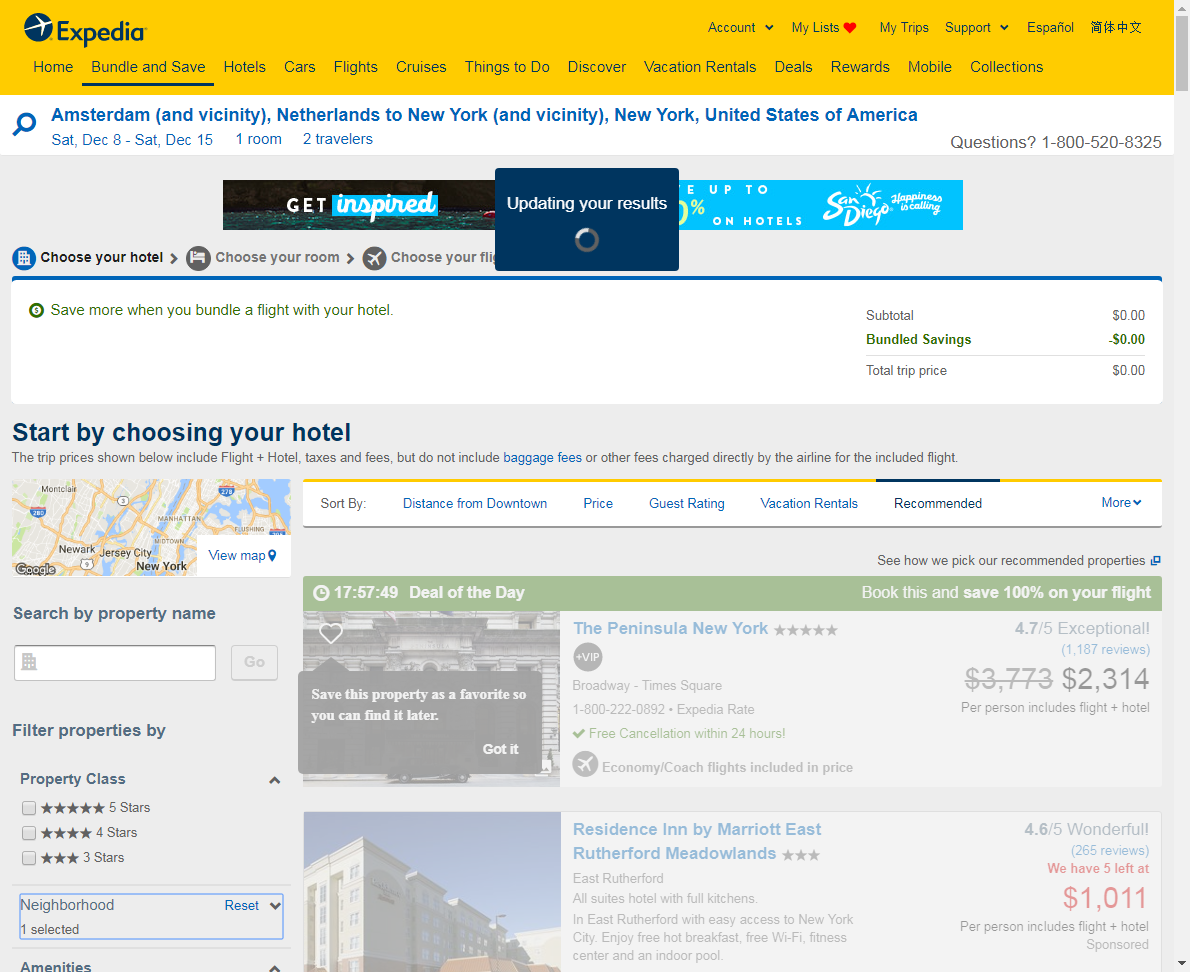 Expedia
Account
My Lists
My Trips
Support
Español
简体中文
Home
Bundle and Save
Hotels
Cars
Flights
Cruises
Things to Do
Discover
Vacation Rentals
Deals
Rewards
Mobile
Collections
Amsterdam (and vicinity), Netherlands to New York (and vicinity), New York, United States of America
Sat, Dec 8 - Sat, Dec 15 1 room 2 travelers
Questions? 1-800-520-8325
GET inspired
Updating your results
E UP TO
0%
ON HOTELS
San Diego
Happiness is calling
Choose your hotel
Choose your room
Choose your flig
Save more when you bundle a flight with your hotel.
Subtotal $0.00
Bundled Savings -$0.00
Total trip price $0.00
Start by choosing your hotel
The trip prices shown below include Flight + Hotel, taxes and fees, but do not include baggage fees or other fees charged directly by the airline for the included flight.
Montclair
3
278
280
MANHATTAN
FLUSHING
MIDTOWN
Newark
Jersey City
9
New York
Google
View map
Sort By: Distance from Downtown Price Guest Rating Vacation Rentals Recommended More
See how we pick our recommended properties
Search by property name
Go
Filter properties by
Property Class
5 Stars
4 Stars
3 Stars
Neighborhood Reset
1 selected
Amenities
17:57:49 Deal of the Day
Book this and save 100% on your flight
Save this property as a favorite so
you can find it later.
Got it
The Peninsula New York
+VIP
Broadway - Times Square
1-800-222-0892 • Expedia Rate
Free Cancellation within 24 hours!
Economy/Coach flights included in price
4.7/5 Exceptional!
(1,187 reviews)
$3,773 $2,314
Per person includes flight + hotel
Residence Inn by Marriott East
Rutherford Meadowlands
East Rutherford
All suites hotel with full kitchens.
In East Rutherford with easy access to New York
City. Enjoy free hot breakfast, free Wi-Fi, fitness
center and an indoor pool.
4.6/5 Wonderful!
(265 reviews)
We have 5 left at
$1,011
Per person includes flight + hotel
Sponsored